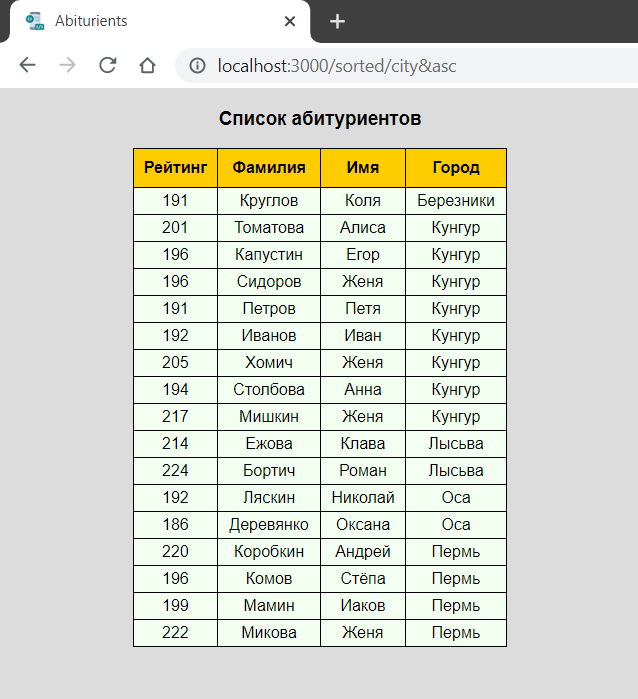 Abiturients
localhost:3000/sorted/city&asc
Список абитуриентов
Рейтинг Фамилия Имя Город
191 Круглов Коля Березники
201 Томатова Алиса Кунгур
196 Капустин Егор Кунгур
196 Сидоров Женя Кунгур
191 Петров Петя Кунгур
192 Иванов Иван Кунгур
205 Хомич Женя Кунгур
194 Столбова Анна Кунгур
217 Мишкин Женя Кунгур
214 Ежова Клава Лысьва
224 Бортич Роман Лысьва
192 Ляскин Николай Оса
186 Деревянко Оксана Оса
220 Коробкин Андрей Пермь
196 Комов Стёпа Пермь
199 Мамин Иаков Пермь
222 Микова Женя Пермь